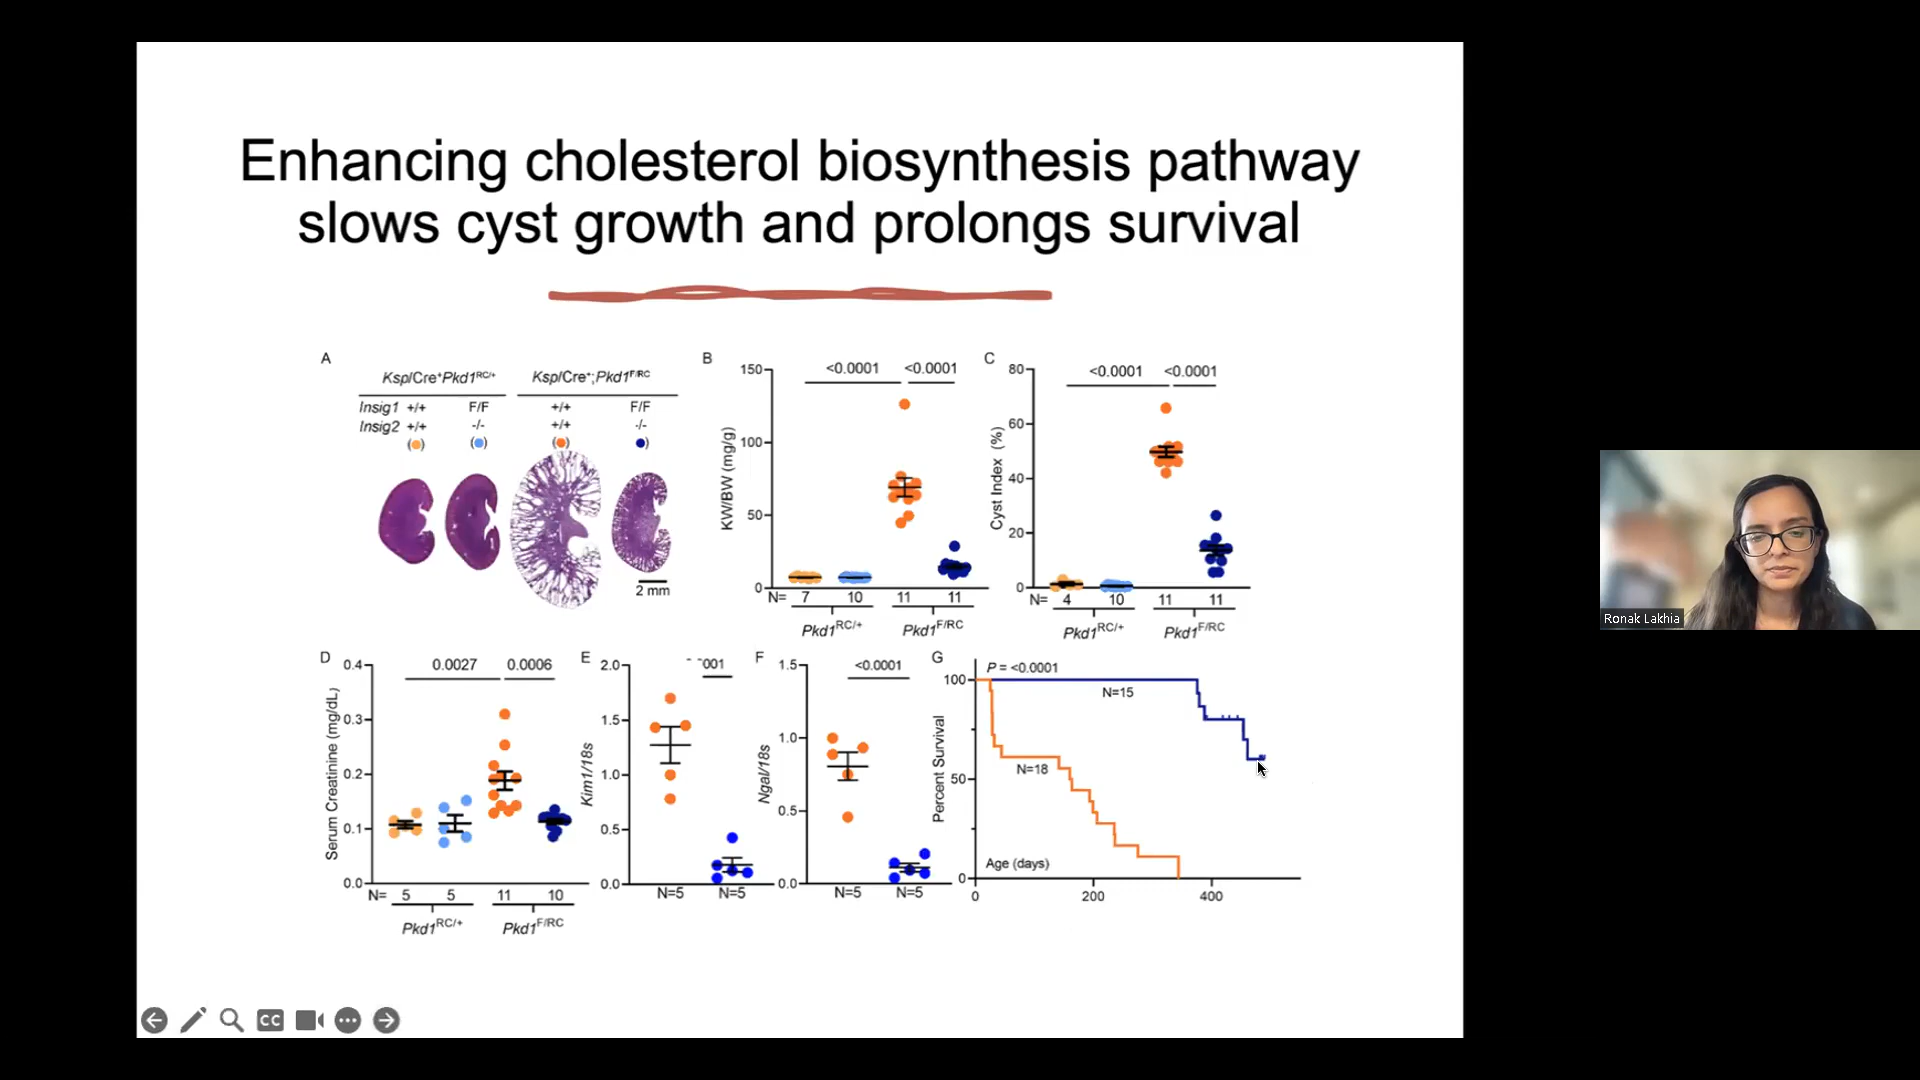 Enhancing cholesterol biosynthesis pathway
slows cyst growth and prolongs survival
A
Ksp/Cre⁺Pkd1ᴿᶜ/⁺
Ksp/Cre⁺;Pkd1ꟳ/ᴿᶜ
Insig1 +/+ F/F +/+ F/F
Insig2 +/+ -/- +/+ -/-
( ) ( ) ( ) ( )
2 mm
B
<0.0001 <0.0001
KW/BW (mg/g)
150
100
50
0
N= 7 10 11 11
Pkd1ᴿᶜ/⁺ Pkd1ꟳ/ᴿᶜ
C
<0.0001 <0.0001
Cyst Index (%)
80
60
40
20
0
N= 4 10 11 11
Pkd1ᴿᶜ/⁺ Pkd1ꟳ/ᴿᶜ
D
0.0027 0.0006
Serum Creatinine (mg/dL)
0.4
0.3
0.2
0.1
0.0
N= 5 5 11 10
Pkd1ᴿᶜ/⁺ Pkd1ꟳ/ᴿᶜ
E
001
Kim1/18s
2.0
1.5
1.0
0.5
0.0
N=5 N=5
F
<0.0001
Ngal/18s
1.5
1.0
0.5
0.0
N=5 N=5
G
P = <0.0001
Percent Survival
100
50
0
N=15
N=18
Age (days)
0 200 400
CC
Ronak Lakhia